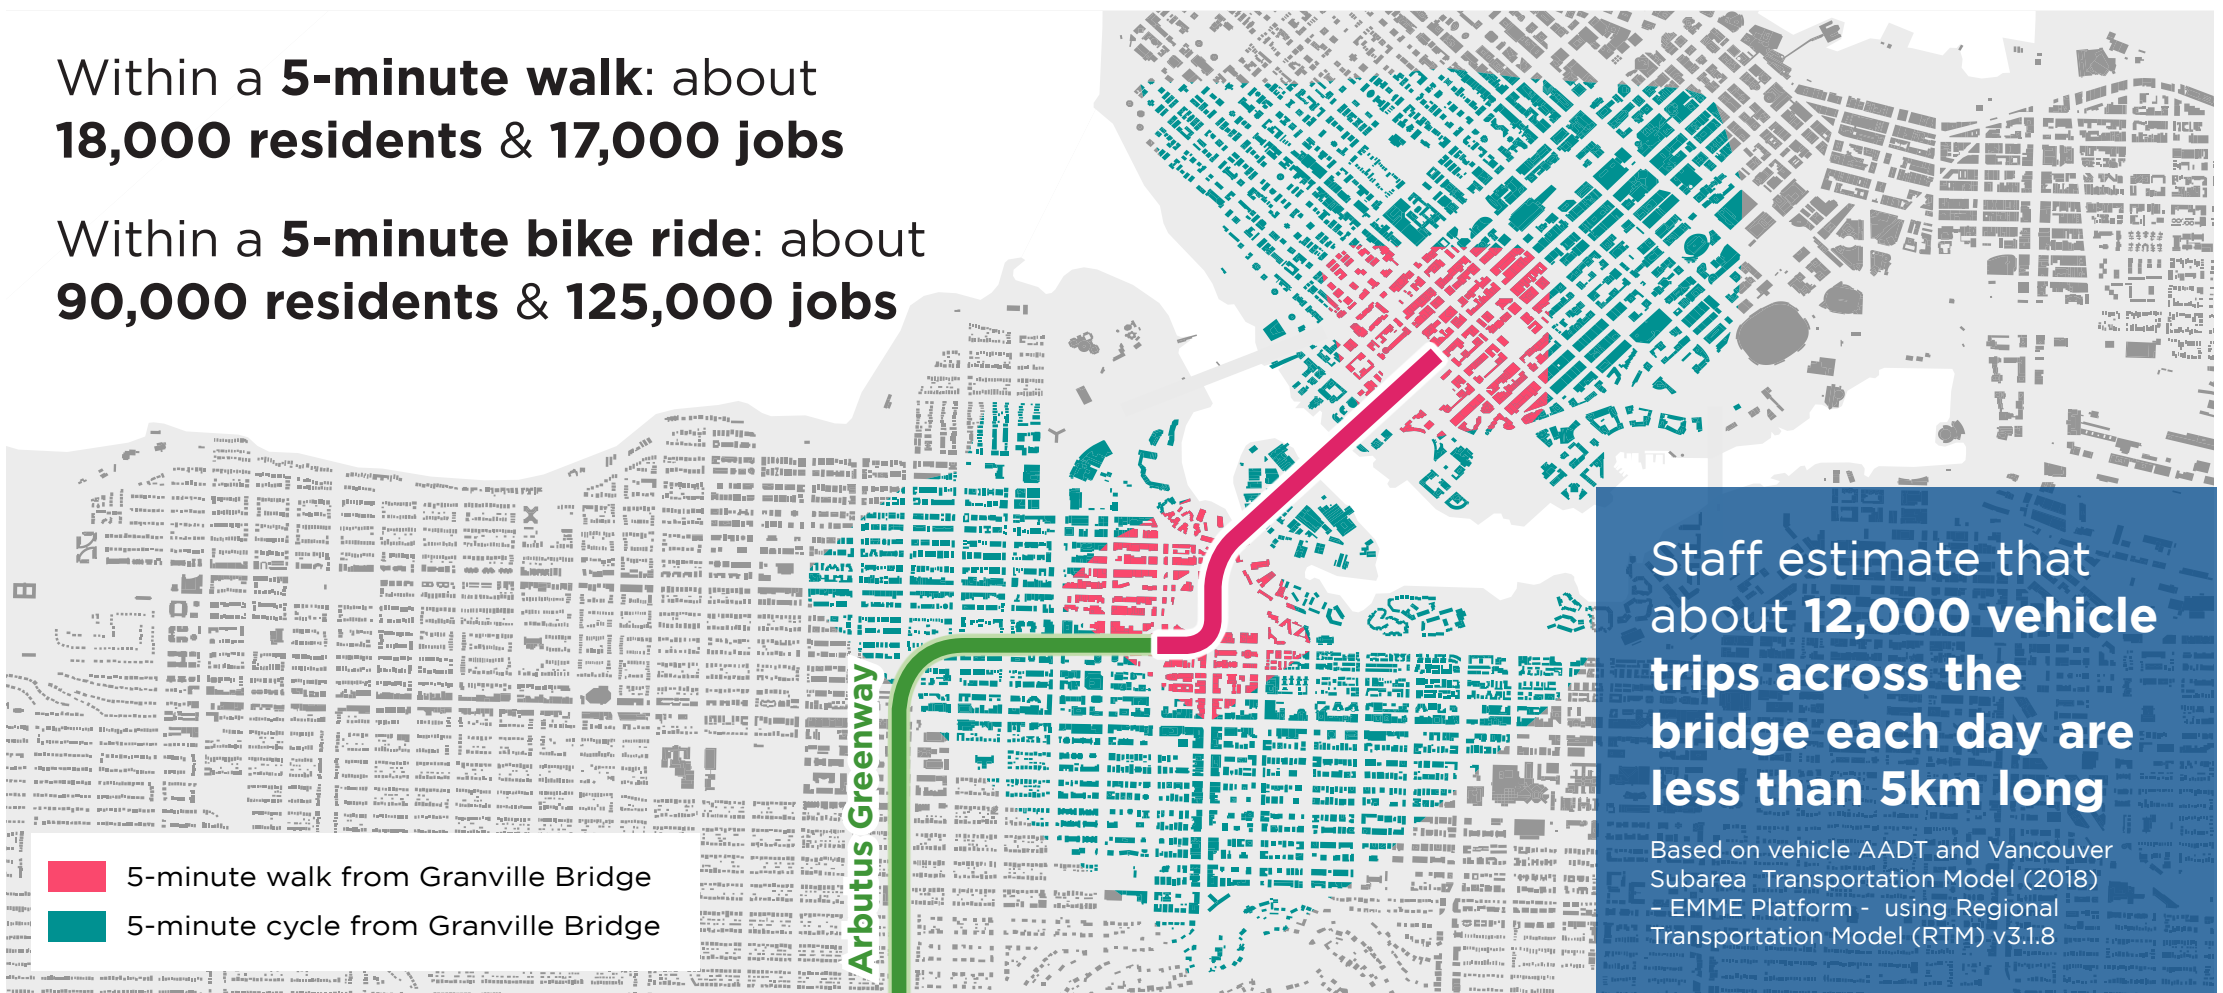 Within a 5-minute walk: about
18,000 residents & 17,000 jobs
Within a 5-minute bike ride: about
90,000 residents & 125,000 jobs
Staff estimate that
about 12,000 vehicle
trips across the
bridge each day are
less than 5km long
Based on vehicle AADT and Vancouver
Subarea Transportation Model (2018)
– EMME Platform - using Regional
Transportation Model (RTM) v3.1.8
Arbutus Greenway
5-minute walk from Granville Bridge
5-minute cycle from Granville Bridge